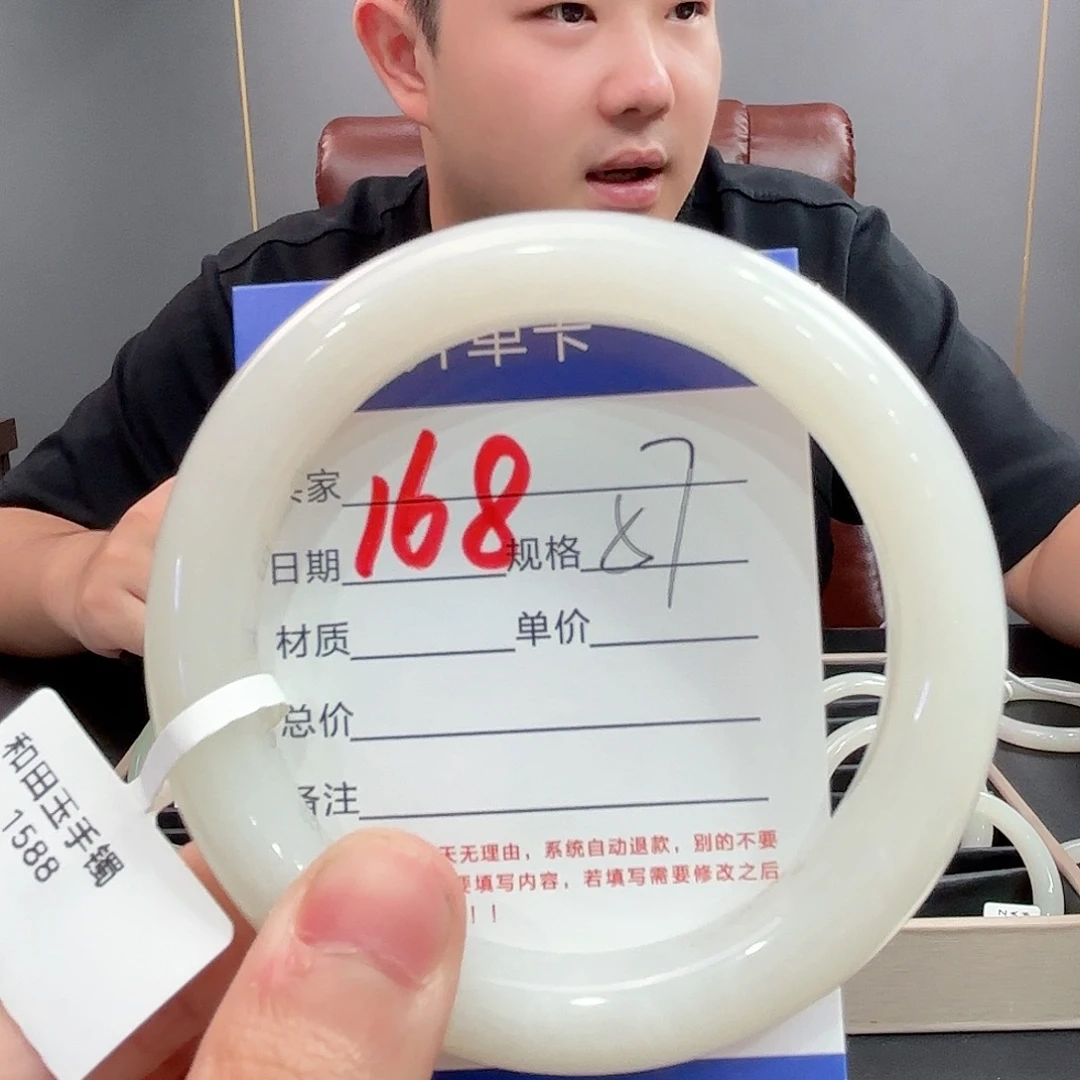 单卡
家
168
日期 规格 87
材质 单价
总价
备注
天无理由，系统自动退款，别的不要
要填写内容，若填写需要修改之后
！！
和田玉手镯
1588